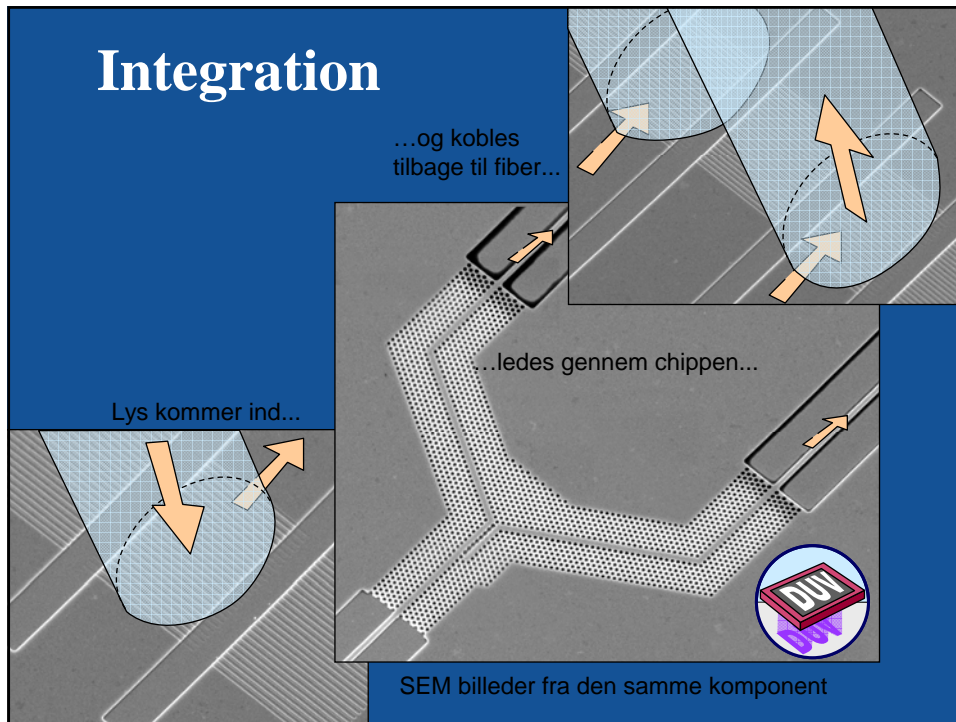 Integration
…og kobles
tilbage til fiber...
…ledes gennem chippen...
Lys kommer ind...
DUV
DUV
SEM billeder fra den samme komponent